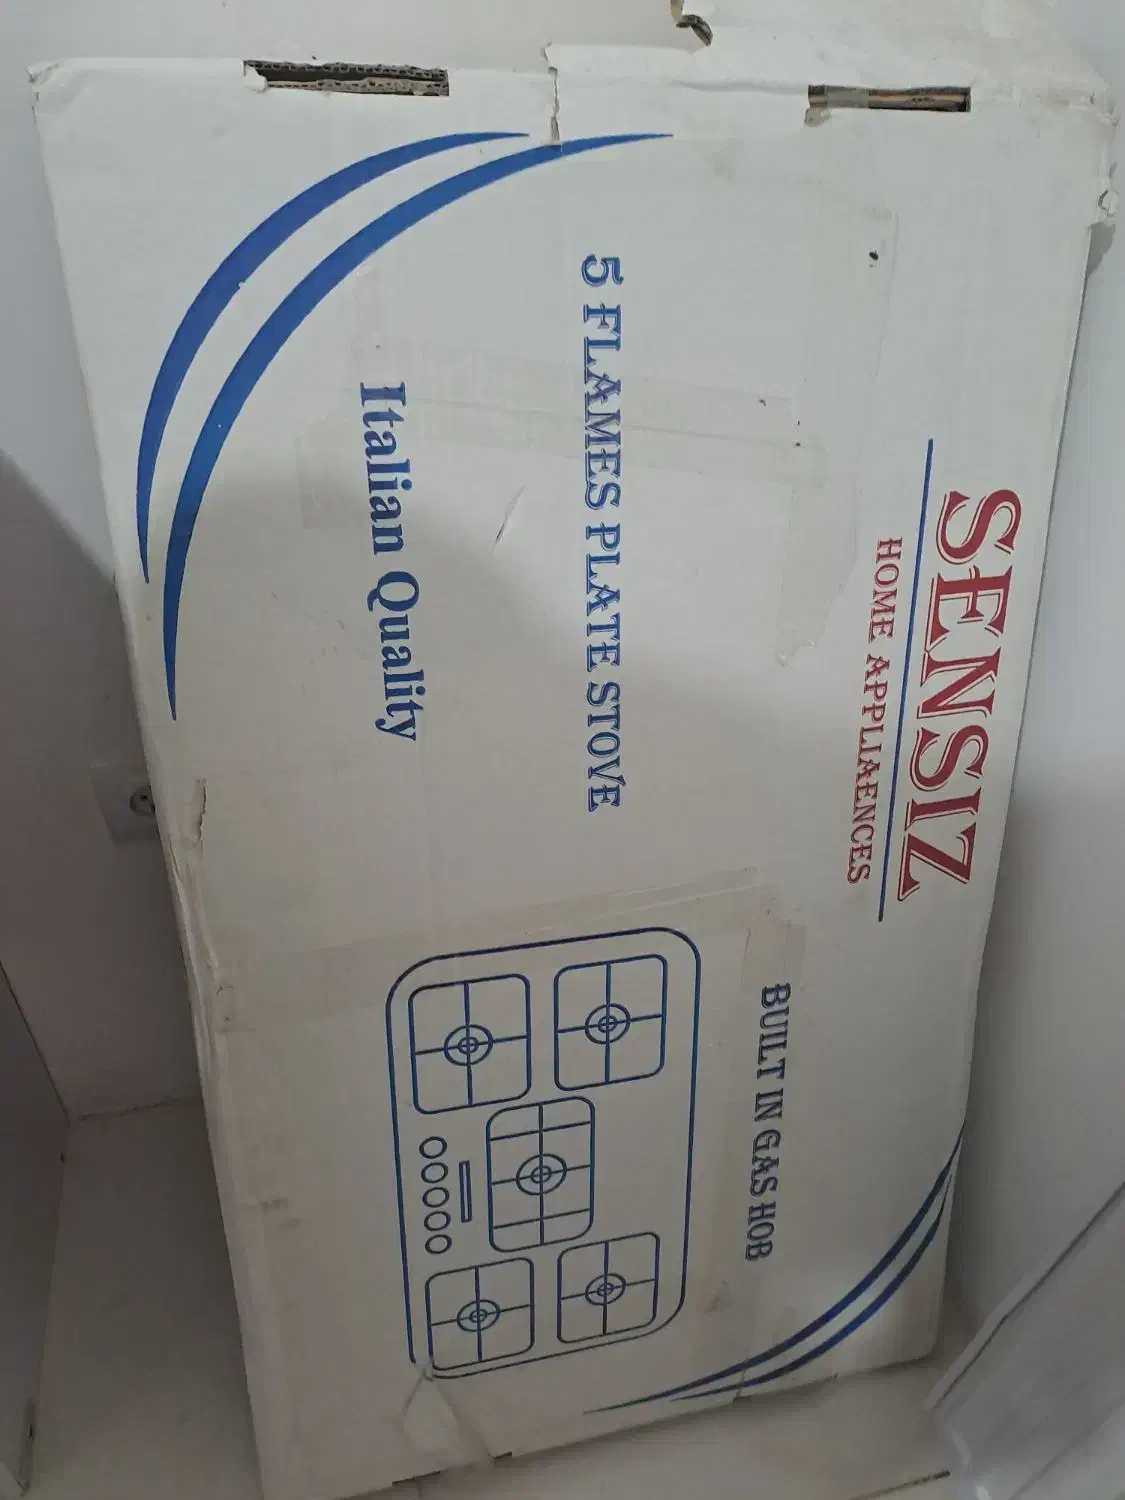 SENSIZ
HOME APPLIAENCES
5 FLAMES PLATE STOVE
Italian Quality
BUILT IN GAS HOB